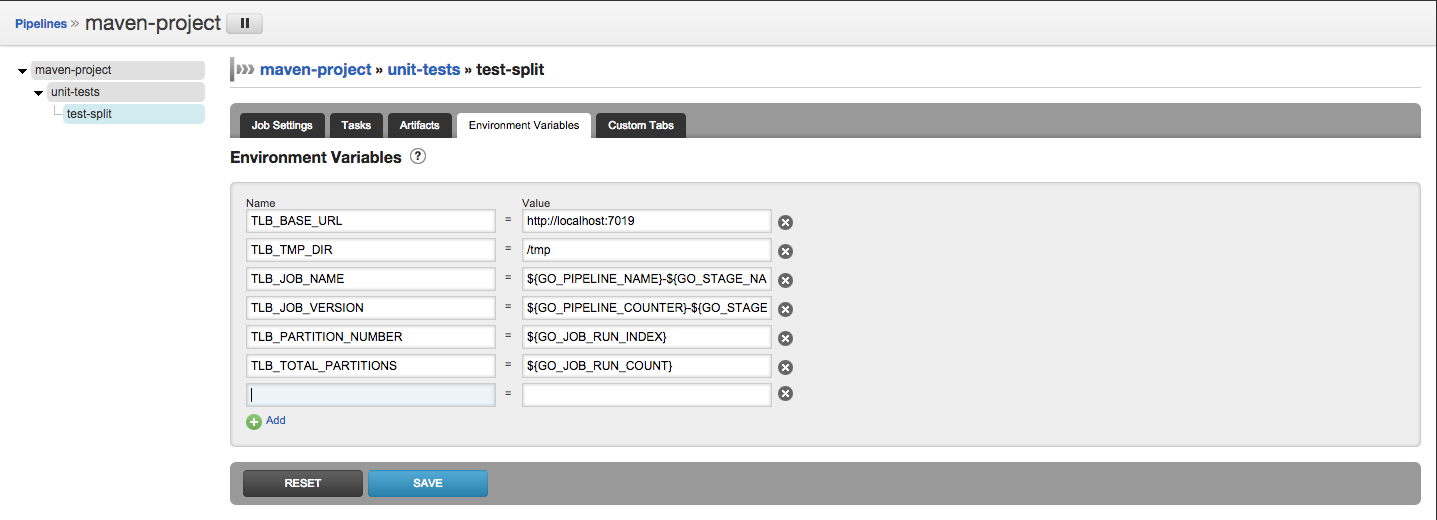 Pipelines » maven-project
maven-project
unit-tests
test-split
maven-project » unit-tests » test-split
Job Settings Tasks Artifacts Environment Variables Custom Tabs
Environment Variables ?
Name Value
TLB_BASE_URL = http://localhost:7019
TLB_TMP_DIR = /tmp
TLB_JOB_NAME = ${GO_PIPELINE_NAME}-${GO_STAGE_NA
TLB_JOB_VERSION = ${GO_PIPELINE_COUNTER}-${GO_STAGE
TLB_PARTITION_NUMBER = ${GO_JOB_RUN_INDEX}
TLB_TOTAL_PARTITIONS = ${GO_JOB_RUN_COUNT}
=
Add
RESET SAVE